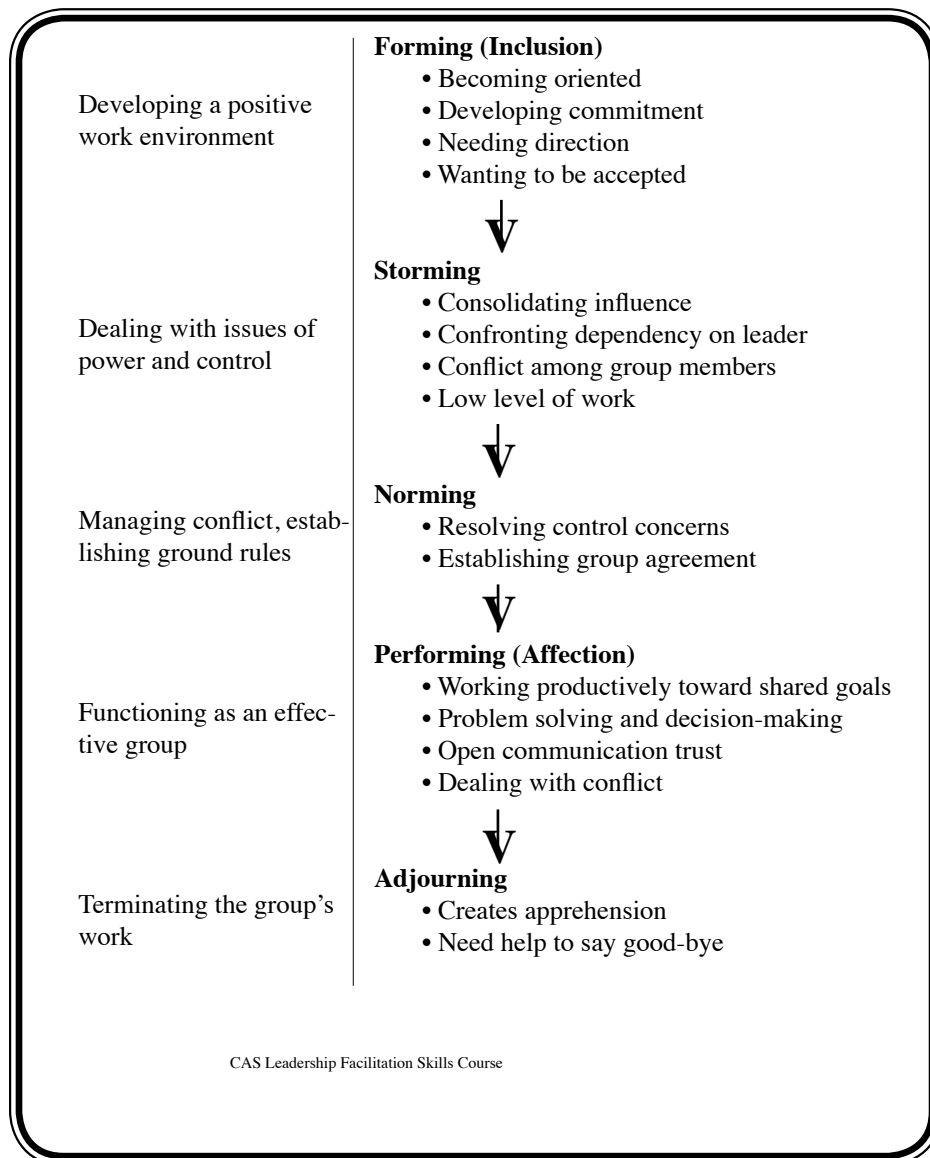 Developing a positive
work environment
Forming (Inclusion)
• Becoming oriented
• Developing commitment
• Needing direction
• Wanting to be accepted
Dealing with issues of
power and control
Storming
• Consolidating influence
• Confronting dependency on leader
• Conflict among group members
• Low level of work
Managing conflict, estab-
lishing ground rules
Norming
• Resolving control concerns
• Establishing group agreement
Functioning as an effec-
tive group
Performing (Affection)
• Working productively toward shared goals
• Problem solving and decision-making
• Open communication trust
• Dealing with conflict
Terminating the group’s
work
Adjourning
• Creates apprehension
• Need help to say good-bye
CAS Leadership Facilitation Skills Course